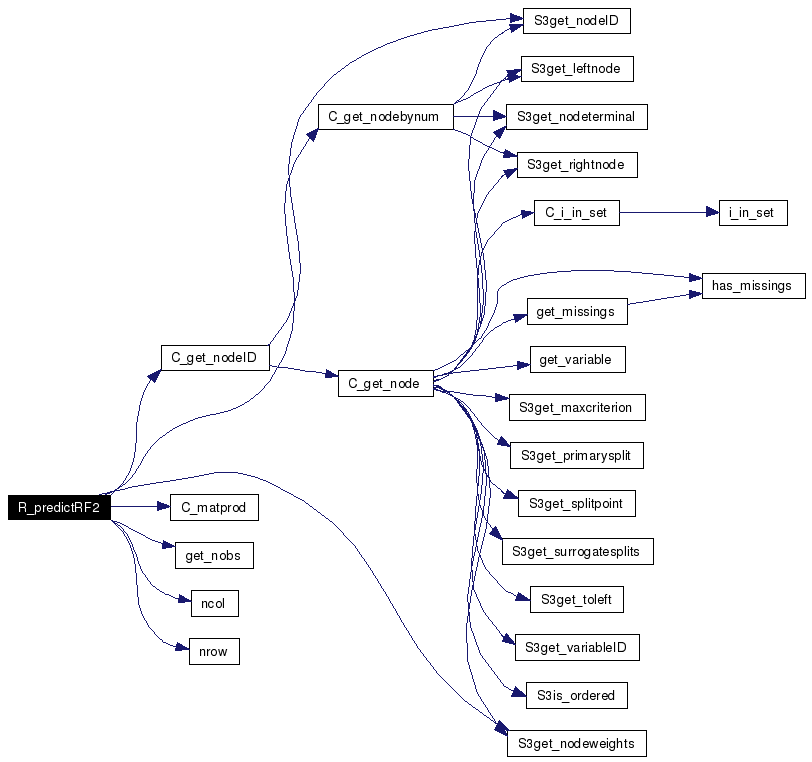 S3get_nodeID
S3get_leftnode
C_get_nodebynum
S3get_nodeterminal
S3get_rightnode
C_i_in_set
i_in_set
has_missings
get_missings
C_get_nodeID
get_variable
C_get_node
S3get_maxcriterion
S3get_primarysplit
R_predictRF2
C_matprod
S3get_splitpoint
get_nobs
S3get_surrogatesplits
ncol
S3get_toleft
nrow
S3get_variableID
S3is_ordered
S3get_nodeweights